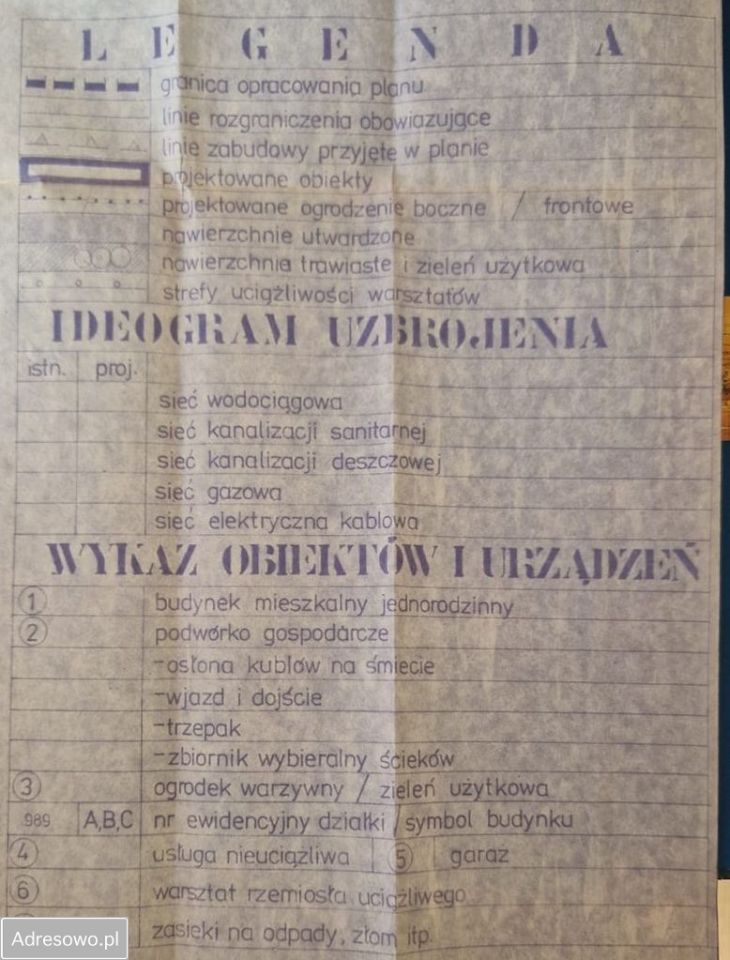 LEGENDA
granica opracowania planu
linie rozgraniczenia obowiązujące
linie zabudowy przyjęte w planie
projektowane obiekty
projektowane ogrodzenie boczne / frontowe
nawierzchnie utwardzone
nawierzchnia trawiaste i zieleń użytkowa
strefy uciążliwości warsztatów
IDEOGRAM UZBROJENIA
istn. proj.
sieć wodociągowa
sieć kanalizacji sanitarnej
sieć kanalizacji deszczowej
sieć gazowa
sieć elektryczna kablowa
WYKAZ OBIEKTÓW I URZĄDZEŃ
1 budynek mieszkalny jednorodzinny
2 podwórko gospodárcze
-osłona kubłów na śmiecie
-wjazd i dojście
-trzepak
-zbiornik wybieralny ścieków
3 ogrodek warzywny / zieleń użytkowa
989 A,B,C nr ewidencyjny działki / symbol budynku
4 usługa nieuciązliwa 5 garaz
6 warsztat rzemiosła uciążliwego
zasieki na odpady, złom itp.
Adresowo.pl